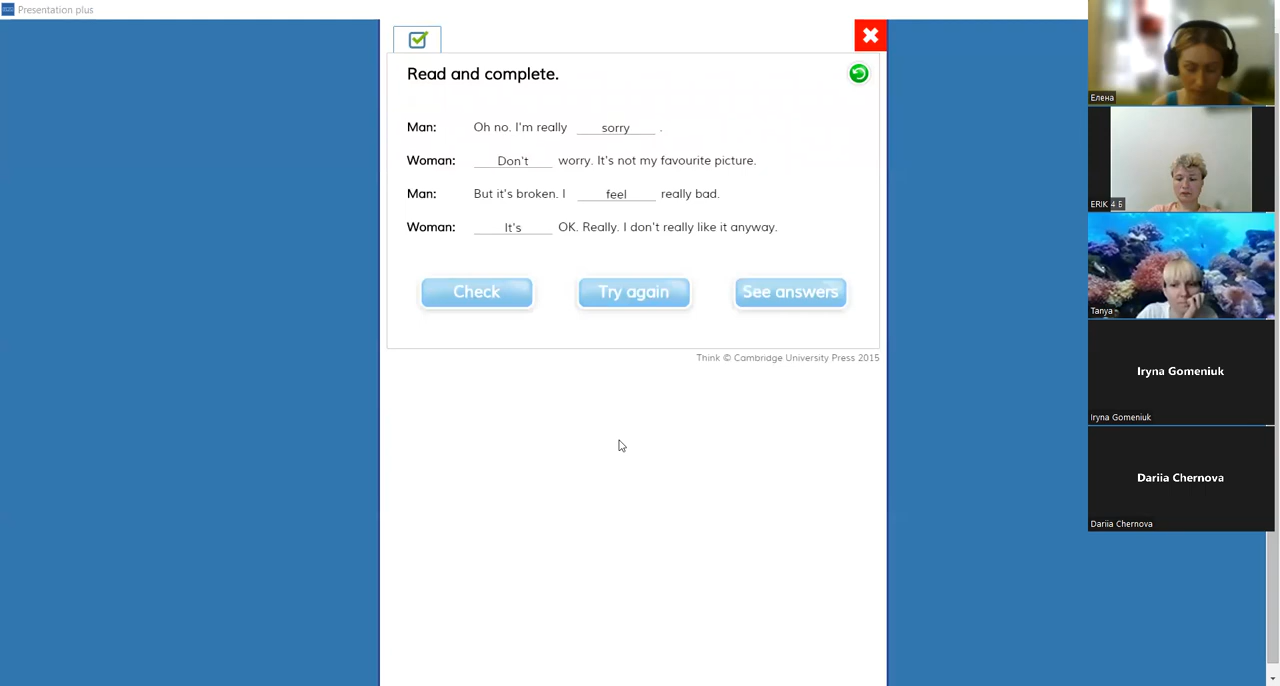 Presentation plus
Read and complete.
Man: Oh no. I'm really sorry .
Woman: Don't worry. It's not my favourite picture.
Man: But it's broken. I feel really bad.
Woman: It's OK. Really. I don't really like it anyway.
Check Try again See answers
Think © Cambridge University Press 2015
Елена
ERIK 4 Б
Tanya
Iryna Gomeniuk
Iryna Gomeniuk
Dariia Chernova
Dariia Chernova